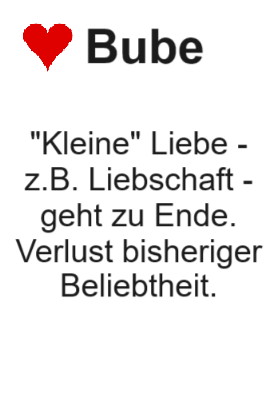 Bube
"Kleine" Liebe -
z.B. Liebschaft -
geht zu Ende.
Verlust bisheriger
Beliebtheit.